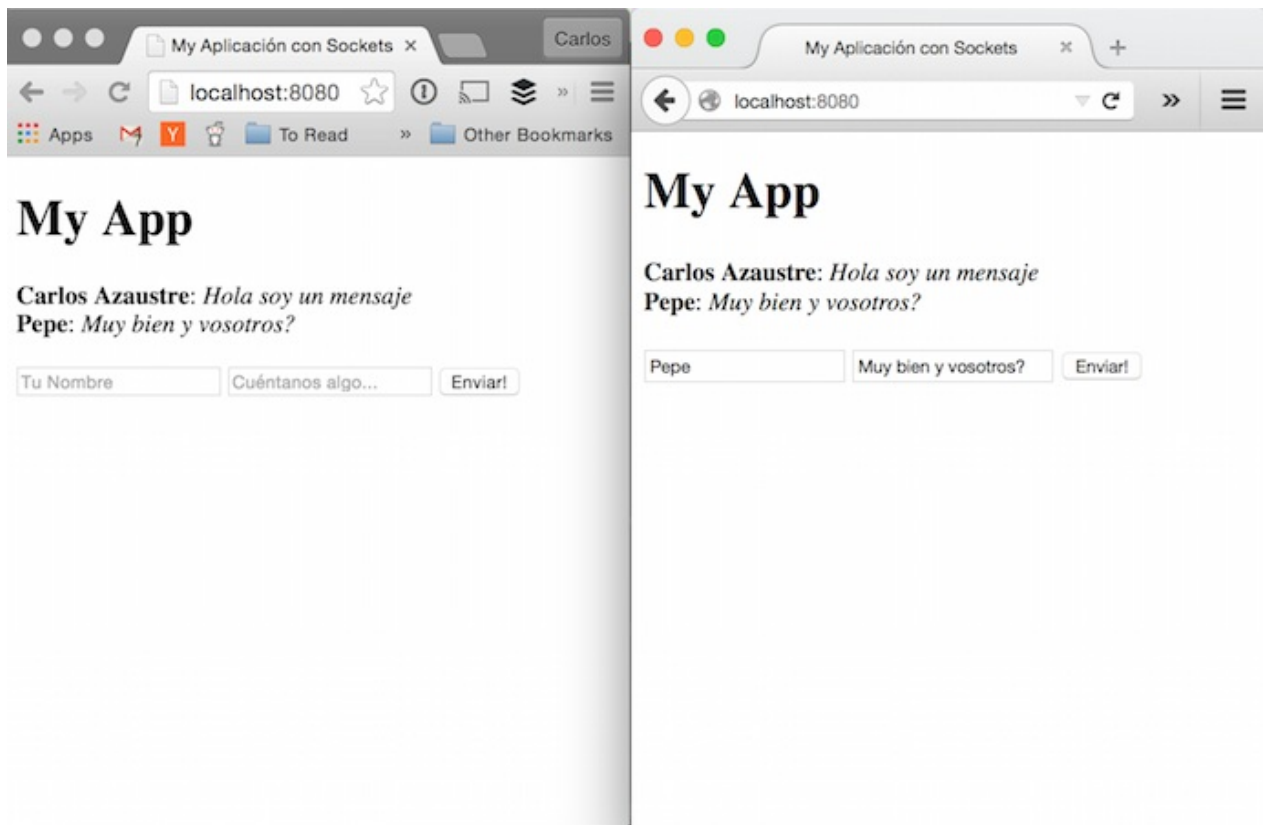 My Aplicación con Sockets
Carlos
localhost:8080
Apps
Y
To Read
»
Other Bookmarks
My App
Carlos Azaustre: Hola soy un mensaje
Pepe: Muy bien y vosotros?
Tu Nombre
Cuéntanos algo...
Enviar!
My Aplicación con Sockets
localhost:8080
»
My App
Carlos Azaustre: Hola soy un mensaje
Pepe: Muy bien y vosotros?
Pepe
Muy bien y vosotros?
Enviar!